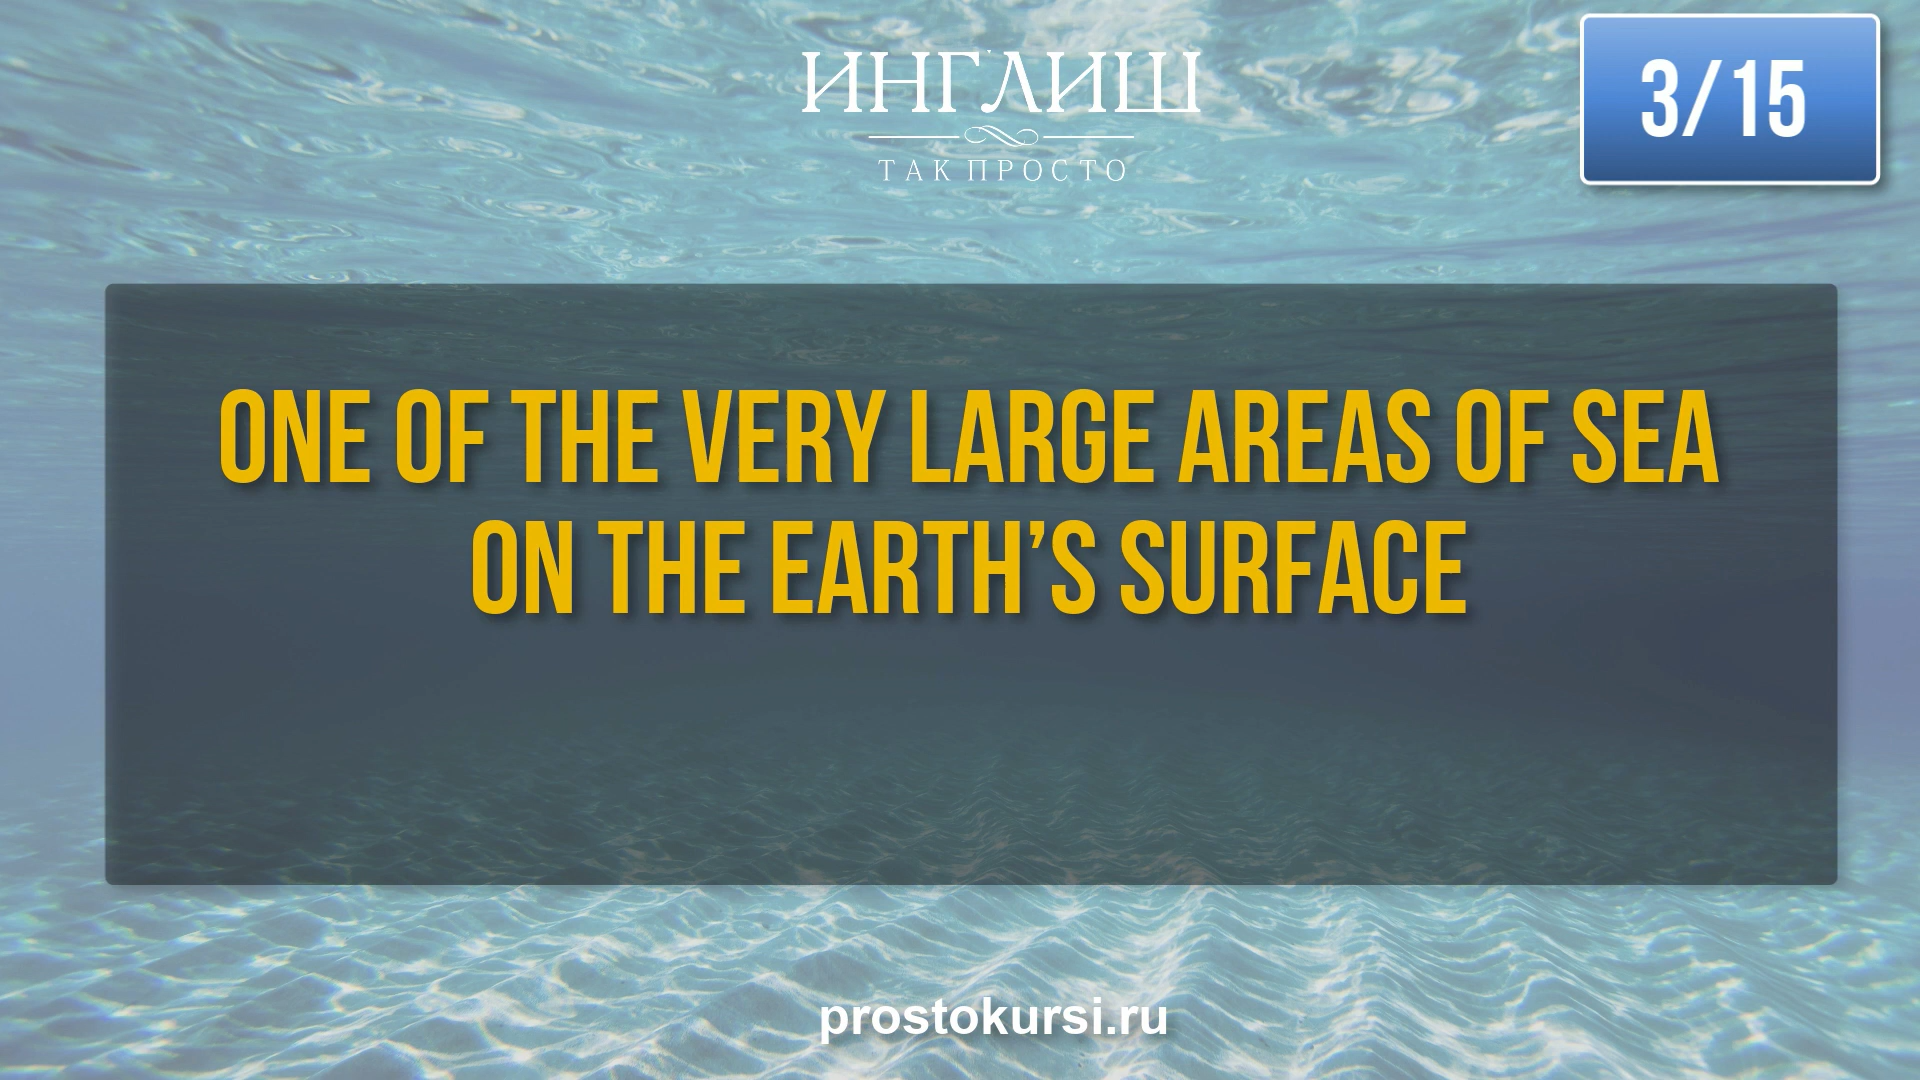 ИНГЛИШ
ТАК ПРОСТО
3/15
ONE OF THE VERY LARGE AREAS OF SEA
ON THE EARTH’S SURFACE
prostokursi.ru